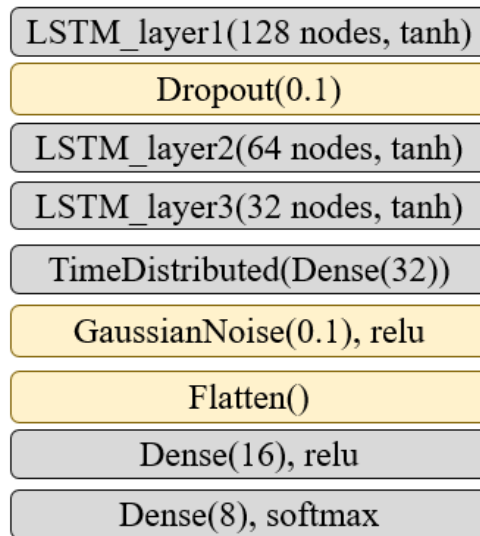 LSTM_layer1(128 nodes, tanh)
Dropout(0.1)
LSTM_layer2(64 nodes, tanh)
LSTM_layer3(32 nodes, tanh)
TimeDistributed(Dense(32))
GaussianNoise(0.1), relu
Flatten()
Dense(16), relu
Dense(8), softmax